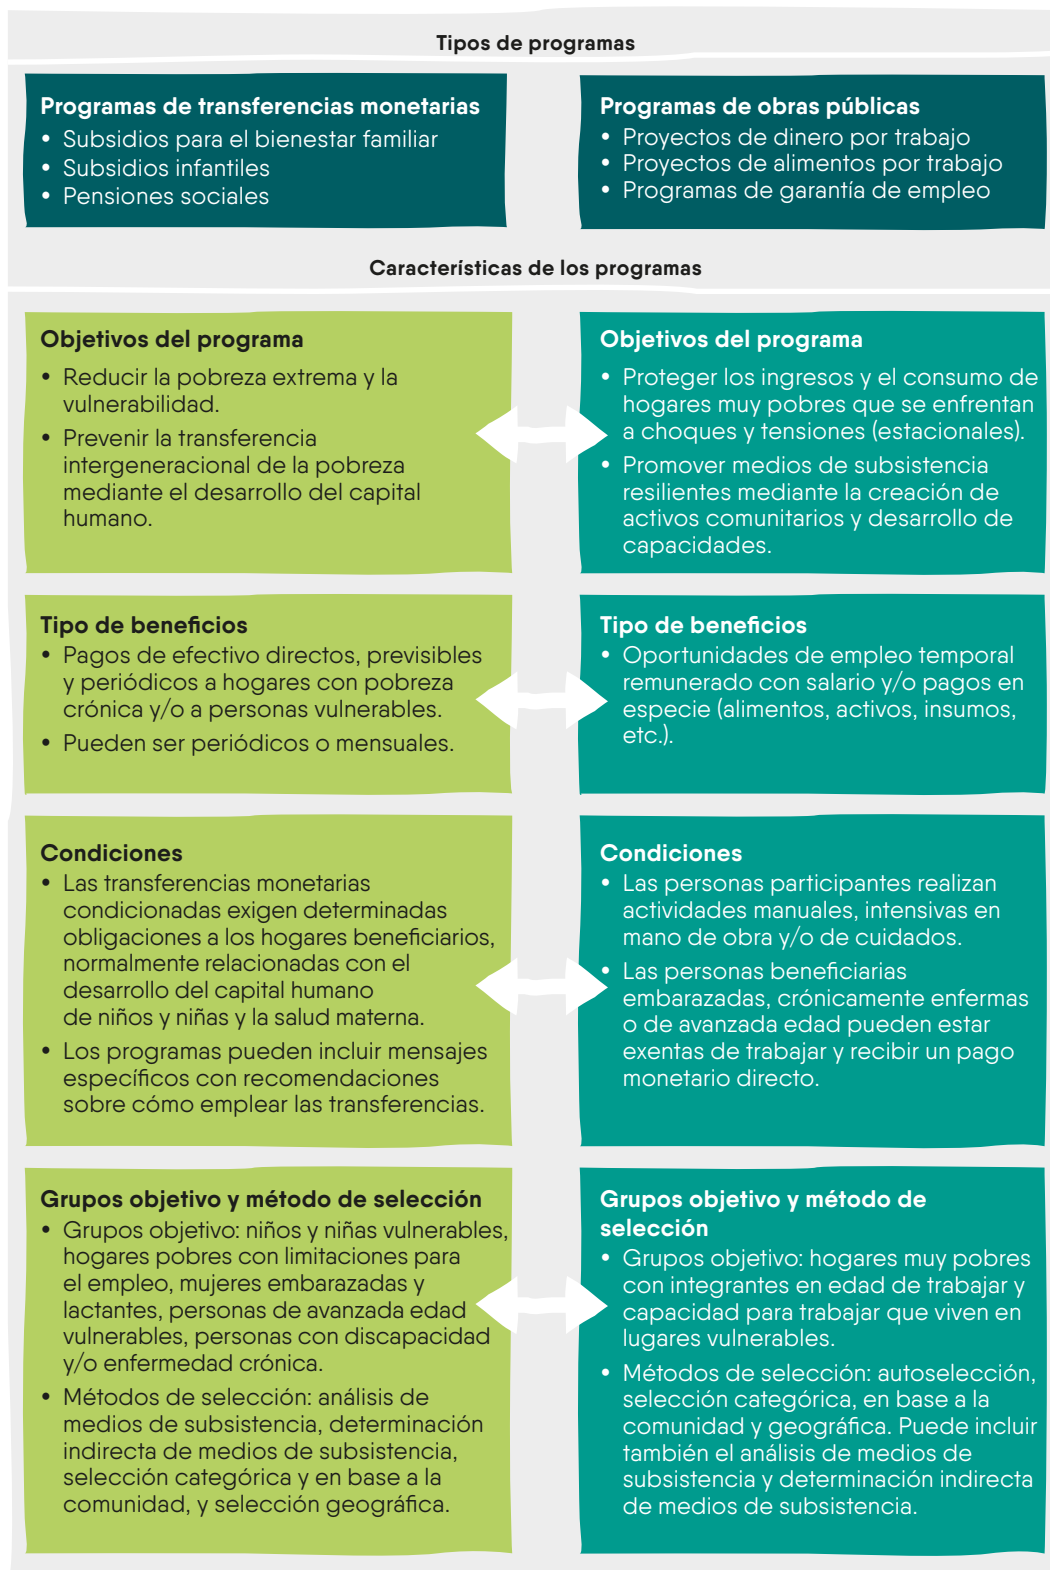 Tipos de programas
Programas de transferencias monetarias
• Subsidios para el bienestar familiar
• Subsidios infantiles
• Pensiones sociales
Programas de obras públicas
• Proyectos de dinero por trabajo
• Proyectos de alimentos por trabajo
• Programas de garantía de empleo
Características de los programas
Objetivos del programa
• Reducir la pobreza extrema y la
vulnerabilidad.
• Prevenir la transferencia
intergeneracional de la pobreza
mediante el desarrollo del capital
humano.
Objetivos del programa
• Proteger los ingresos y el consumo de
hogares muy pobres que se enfrentan
a choques y tensiones (estacionales).
• Promover medios de subsistencia
resilientes mediante la creación de
activos comunitarios y desarrollo de
capacidades.
Tipo de beneficios
• Pagos de efectivo directos, previsibles
y periódicos a hogares con pobreza
crónica y/o a personas vulnerables.
• Pueden ser periódicos o mensuales.
Tipo de beneficios
• Oportunidades de empleo temporal
remunerado con salario y/o pagos en
especie (alimentos, activos, insumos,
etc.).
Condiciones
• Las transferencias monetarias
condicionadas exigen determinadas
obligaciones a los hogares beneficiarios,
normalmente relacionadas con el
desarrollo del capital humano
de niños y niñas y la salud materna.
• Los programas pueden incluir mensajes
específicos con recomendaciones
sobre cómo emplear las transferencias.
Condiciones
• Las personas participantes realizan
actividades manuales, intensivas en
mano de obra y/o de cuidados.
• Las personas beneficiarias
embarazadas, crónicamente enfermas
o de avanzada edad pueden estar
exentas de trabajar y recibir un pago
monetario directo.
Grupos objetivo y método de selección
• Grupos objetivo: niños y niñas vulnerables,
hogares pobres con limitaciones para
el empleo, mujeres embarazadas y
lactantes, personas de avanzada edad
vulnerables, personas con discapacidad
y/o enfermedad crónica.
• Métodos de selección: análisis de
medios de subsistencia, determinación
indirecta de medios de subsistencia,
selección categórica y en base a la
comunidad, y selección geográfica.
Grupos objetivo y método de
selección
• Grupos objetivo: hogares muy pobres
con integrantes en edad de trabajar y
capacidad para trabajar que viven en
lugares vulnerables.
• Métodos de selección: autoselección,
selección categórica, en base a la
comunidad y geográfica. Puede incluir
también el análisis de medios de
subsistencia y determinación indirecta
de medios de subsistencia.